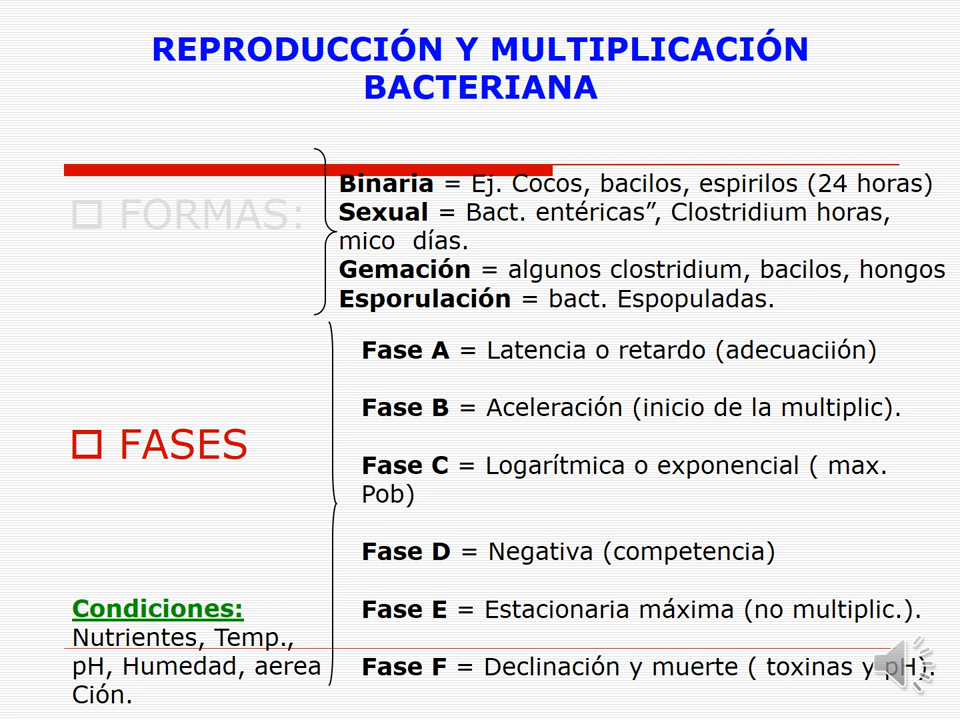 REPRODUCCIÓN Y MULTIPLICACIÓN
BACTERIANA
FORMAS:
Binaria = Ej. Cocos, bacilos, espirilos (24 horas)
Sexual = Bact. entéricas”, Clostridium horas,
mico  días.
Gemación = algunos clostridium, bacilos, hongos
Esporulación = bact. Espopuladas.
FASES
Fase A = Latencia o retardo (adecuaciión)
Fase B = Aceleración (inicio de la multiplic).
Fase C = Logarítmica o exponencial ( max.
Pob)
Fase D = Negativa (competencia)
Fase E = Estacionaria máxima (no multiplic.).
Fase F = Declinación y muerte ( toxinas y pH).
Condiciones:
Nutrientes, Temp.,
pH, Humedad, aerea
Ción.